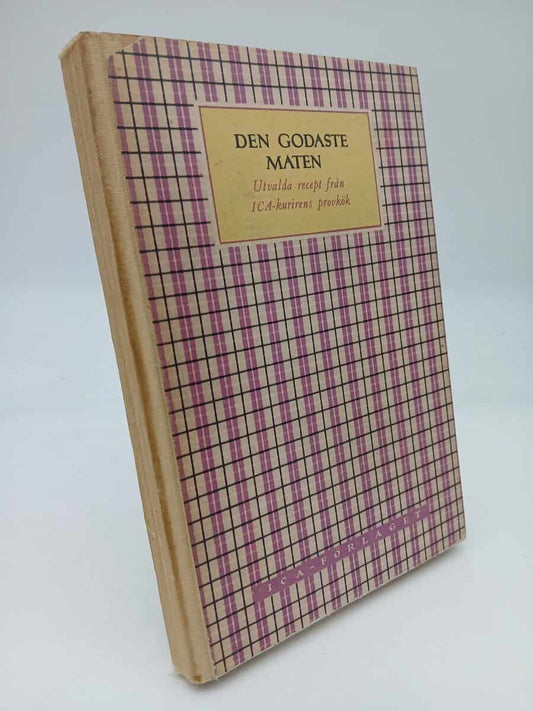 DEN GODASTE
MATEN
Utvalda recept från
ICA-kurirens provkök
ICA-FÖRLAGET